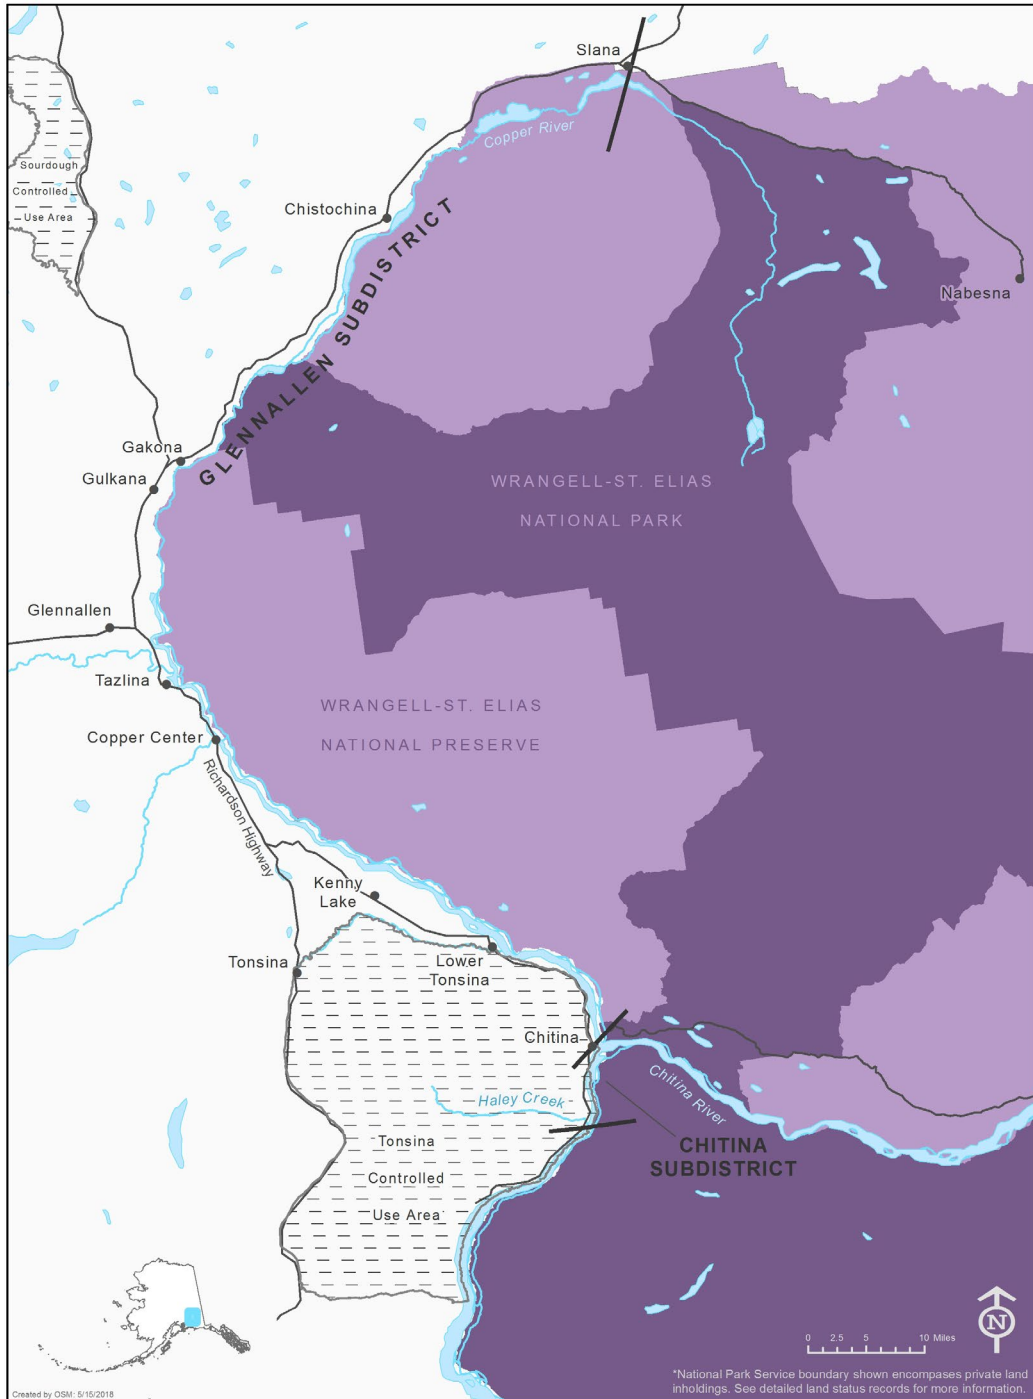 Slana
Copper River
Sourdough
Controlled
Use Area
Chistochina
GLENNALLEN SUBDISTRICT
Nabesna
Gakona
Gulkana
WRANGELL-ST. ELIAS
NATIONAL PARK
Glennallen
Tazlina
WRANGELL-ST. ELIAS
NATIONAL PRESERVE
Copper Center
Richardson Highway
Kenny
Lake
Tonsina
Lower
Tonsina
Chitina
Chitina River
Haley Creek
Tonsina
Controlled
Use Area
CHITINA
SUBDISTRICT
N
0 2.5 5 10 Miles
*National Park Service boundary shown encompasses private land
inholdings. See detailed land status records for more information.
Created by OSM: 5/15/2018